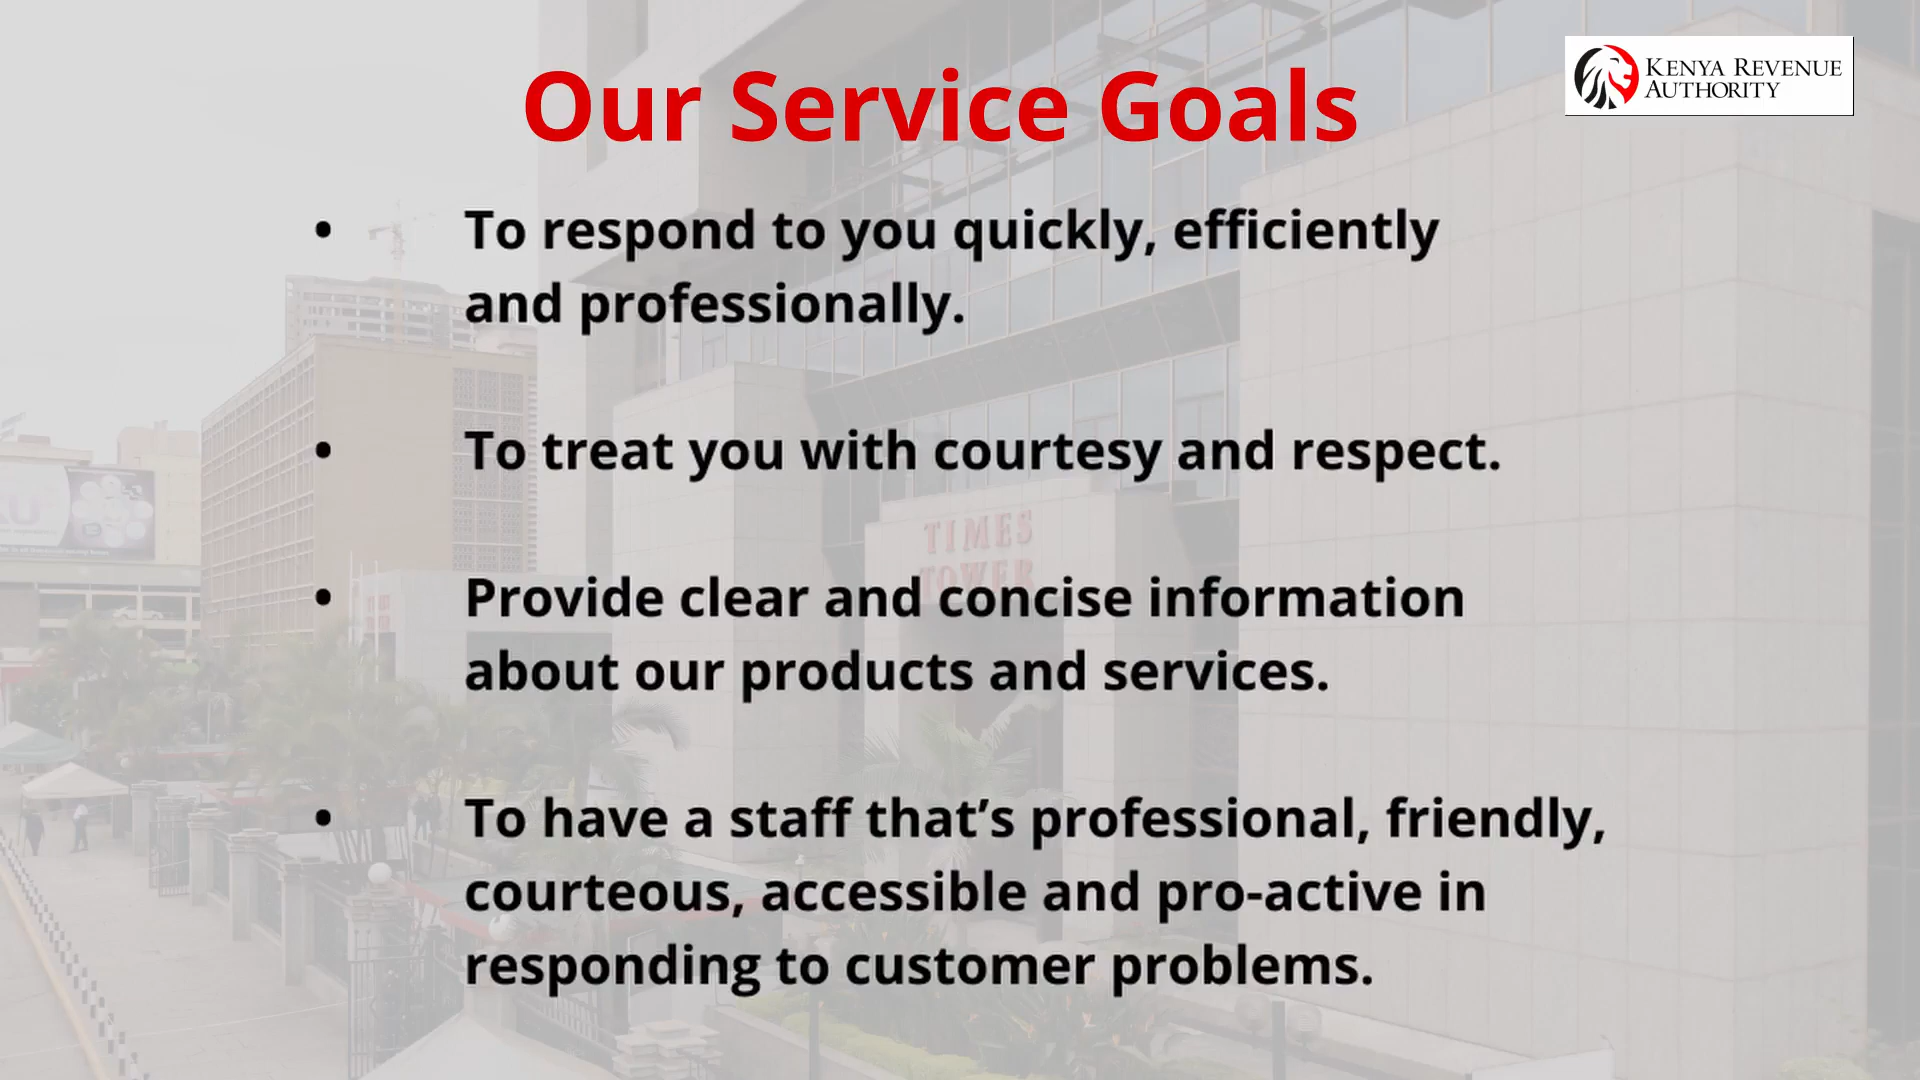 Our Service Goals
KENYA REVENUE
AUTHORITY
• To respond to you quickly, efficiently
and professionally.
• To treat you with courtesy and respect.
TIMES
TOWER
• Provide clear and concise information
about our products and services.
• To have a staff that’s professional, friendly,
courteous, accessible and pro-active in
responding to customer problems.